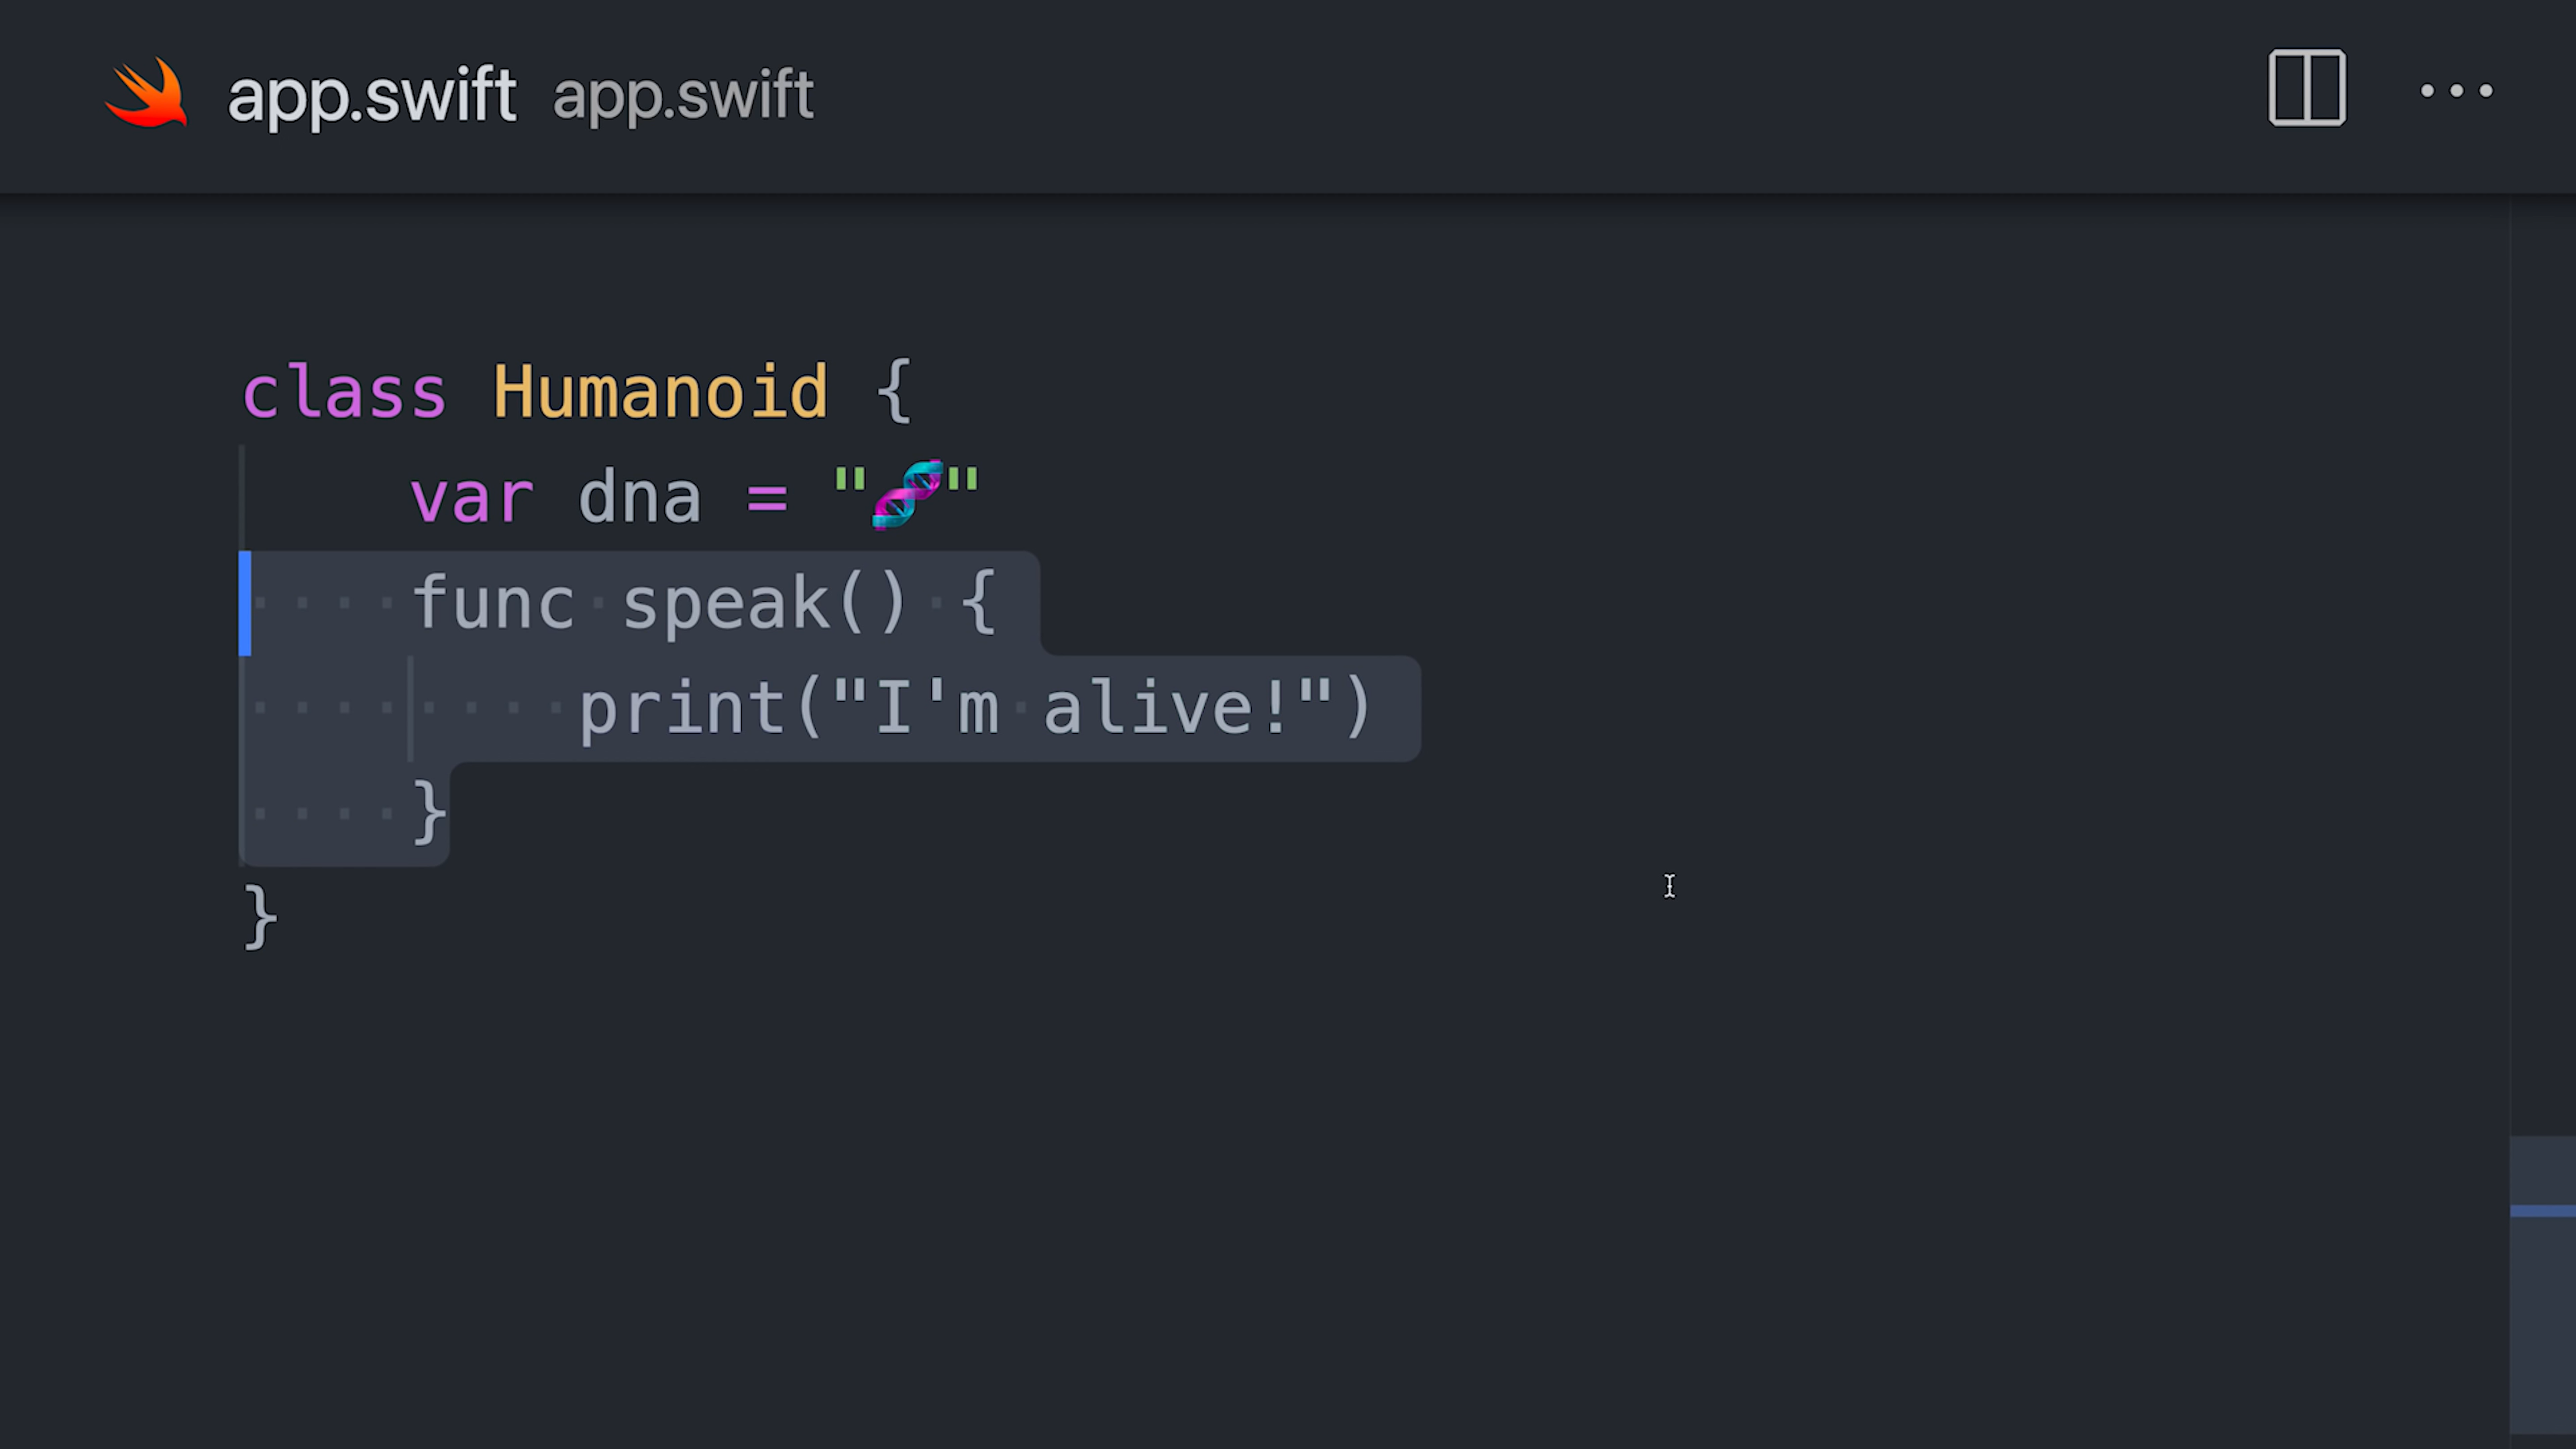 app.swift app.swift
class Humanoid {
    var dna = "🧬"
    func speak() {
        print("I'm alive!")
    }
}